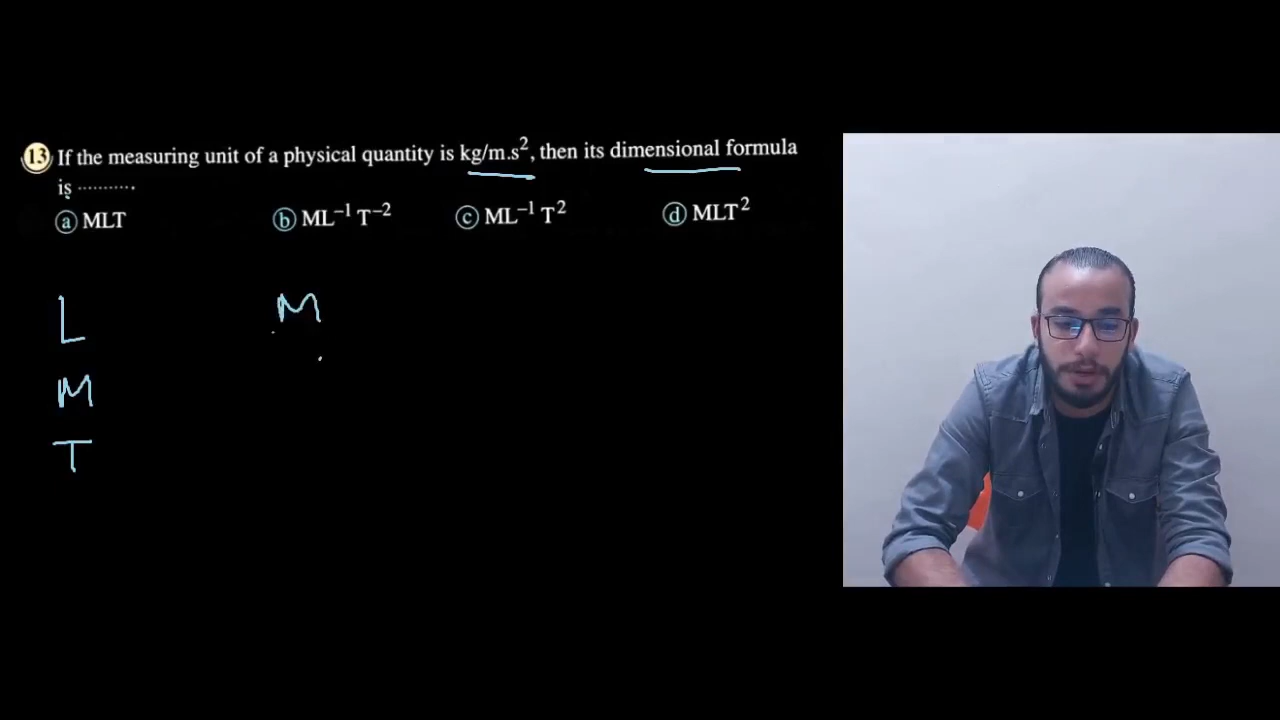 13 If the measuring unit of a physical quantity is kg/m.s², then its dimensional formula
is ..........
a MLT b ML⁻¹ T⁻² c ML⁻¹ T² d MLT²
L M
M
T